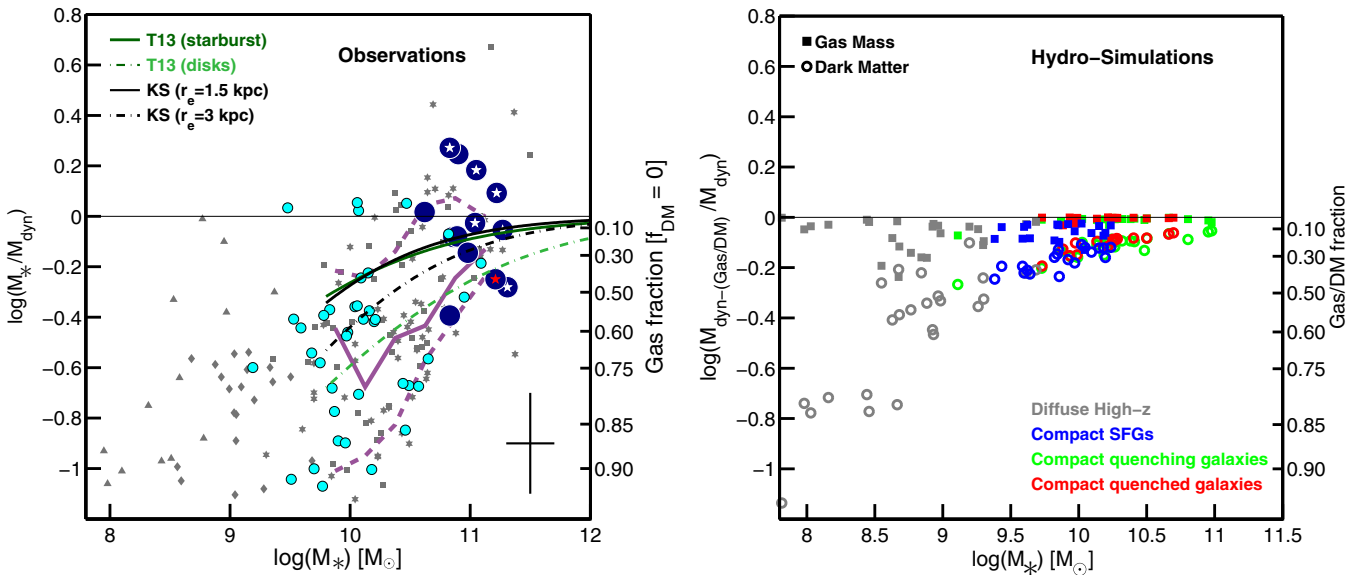 T13 (starburst)
T13 (disks)
KS (r_e=1.5 kpc)
KS (r_e=3 kpc)
Observations
0.8
0.6
0.4
0.2
0
−0.2
−0.4
−0.6
−0.8
−1
log(M_*/M_dyn)
0.10
0.30
0.50
0.60
0.75
0.85
0.90
Gas fraction [f_DM = 0]
8
9
10
11
12
log(M_*) [M_⊙]
Gas Mass
Dark Matter
Hydro−Simulations
0.8
0.6
0.4
0.2
0
−0.2
−0.4
−0.6
−0.8
−1
log(M_dyn−(Gas/DM)/M_dyn)
0.10
0.30
0.50
0.60
0.75
0.85
0.90
Gas/DM fraction
Diffuse High−z
Compact SFGs
Compact quenching galaxies
Compact quenched galaxies
8
8.5
9
9.5
10
10.5
11
11.5
log(M_*) [M_⊙]